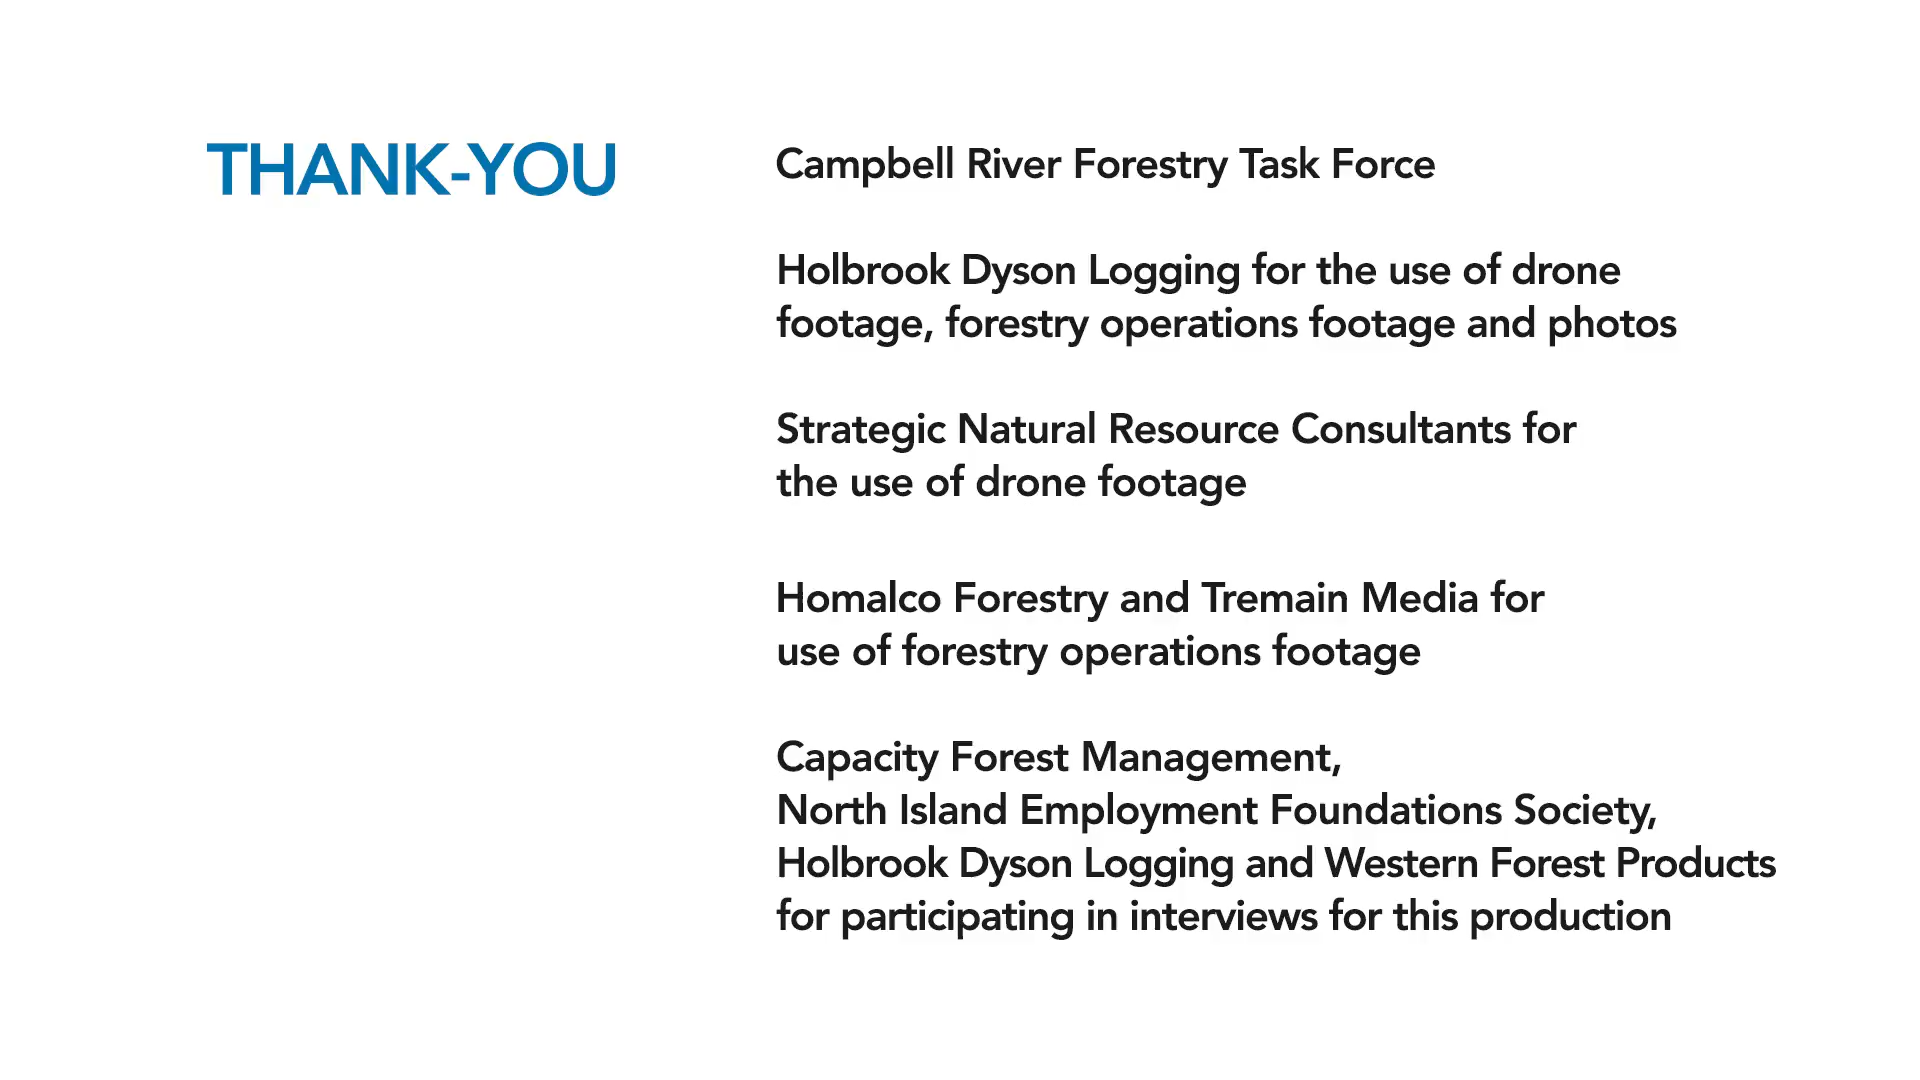 THANK-YOU
Campbell River Forestry Task Force
Holbrook Dyson Logging for the use of drone
footage, forestry operations footage and photos
Strategic Natural Resource Consultants for
the use of drone footage
Homalco Forestry and Tremain Media for
use of forestry operations footage
Capacity Forest Management,
North Island Employment Foundations Society,
Holbrook Dyson Logging and Western Forest Products
for participating in interviews for this production